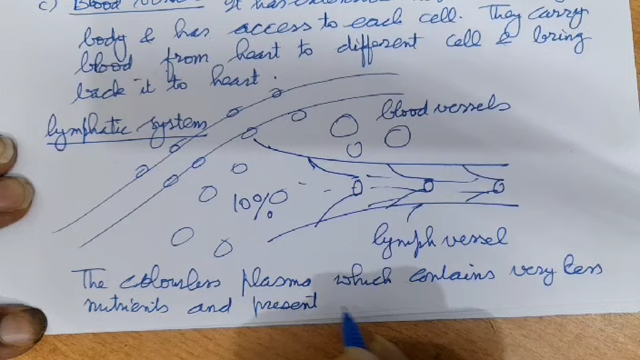 c) Blood
body & has access to each cell. They carry
blood from heart to different cell & bring
back it to heart.
lymphatic system
blood vessels
10%
lymph vessel
The colourless plasma which contains very less
nutrients and present